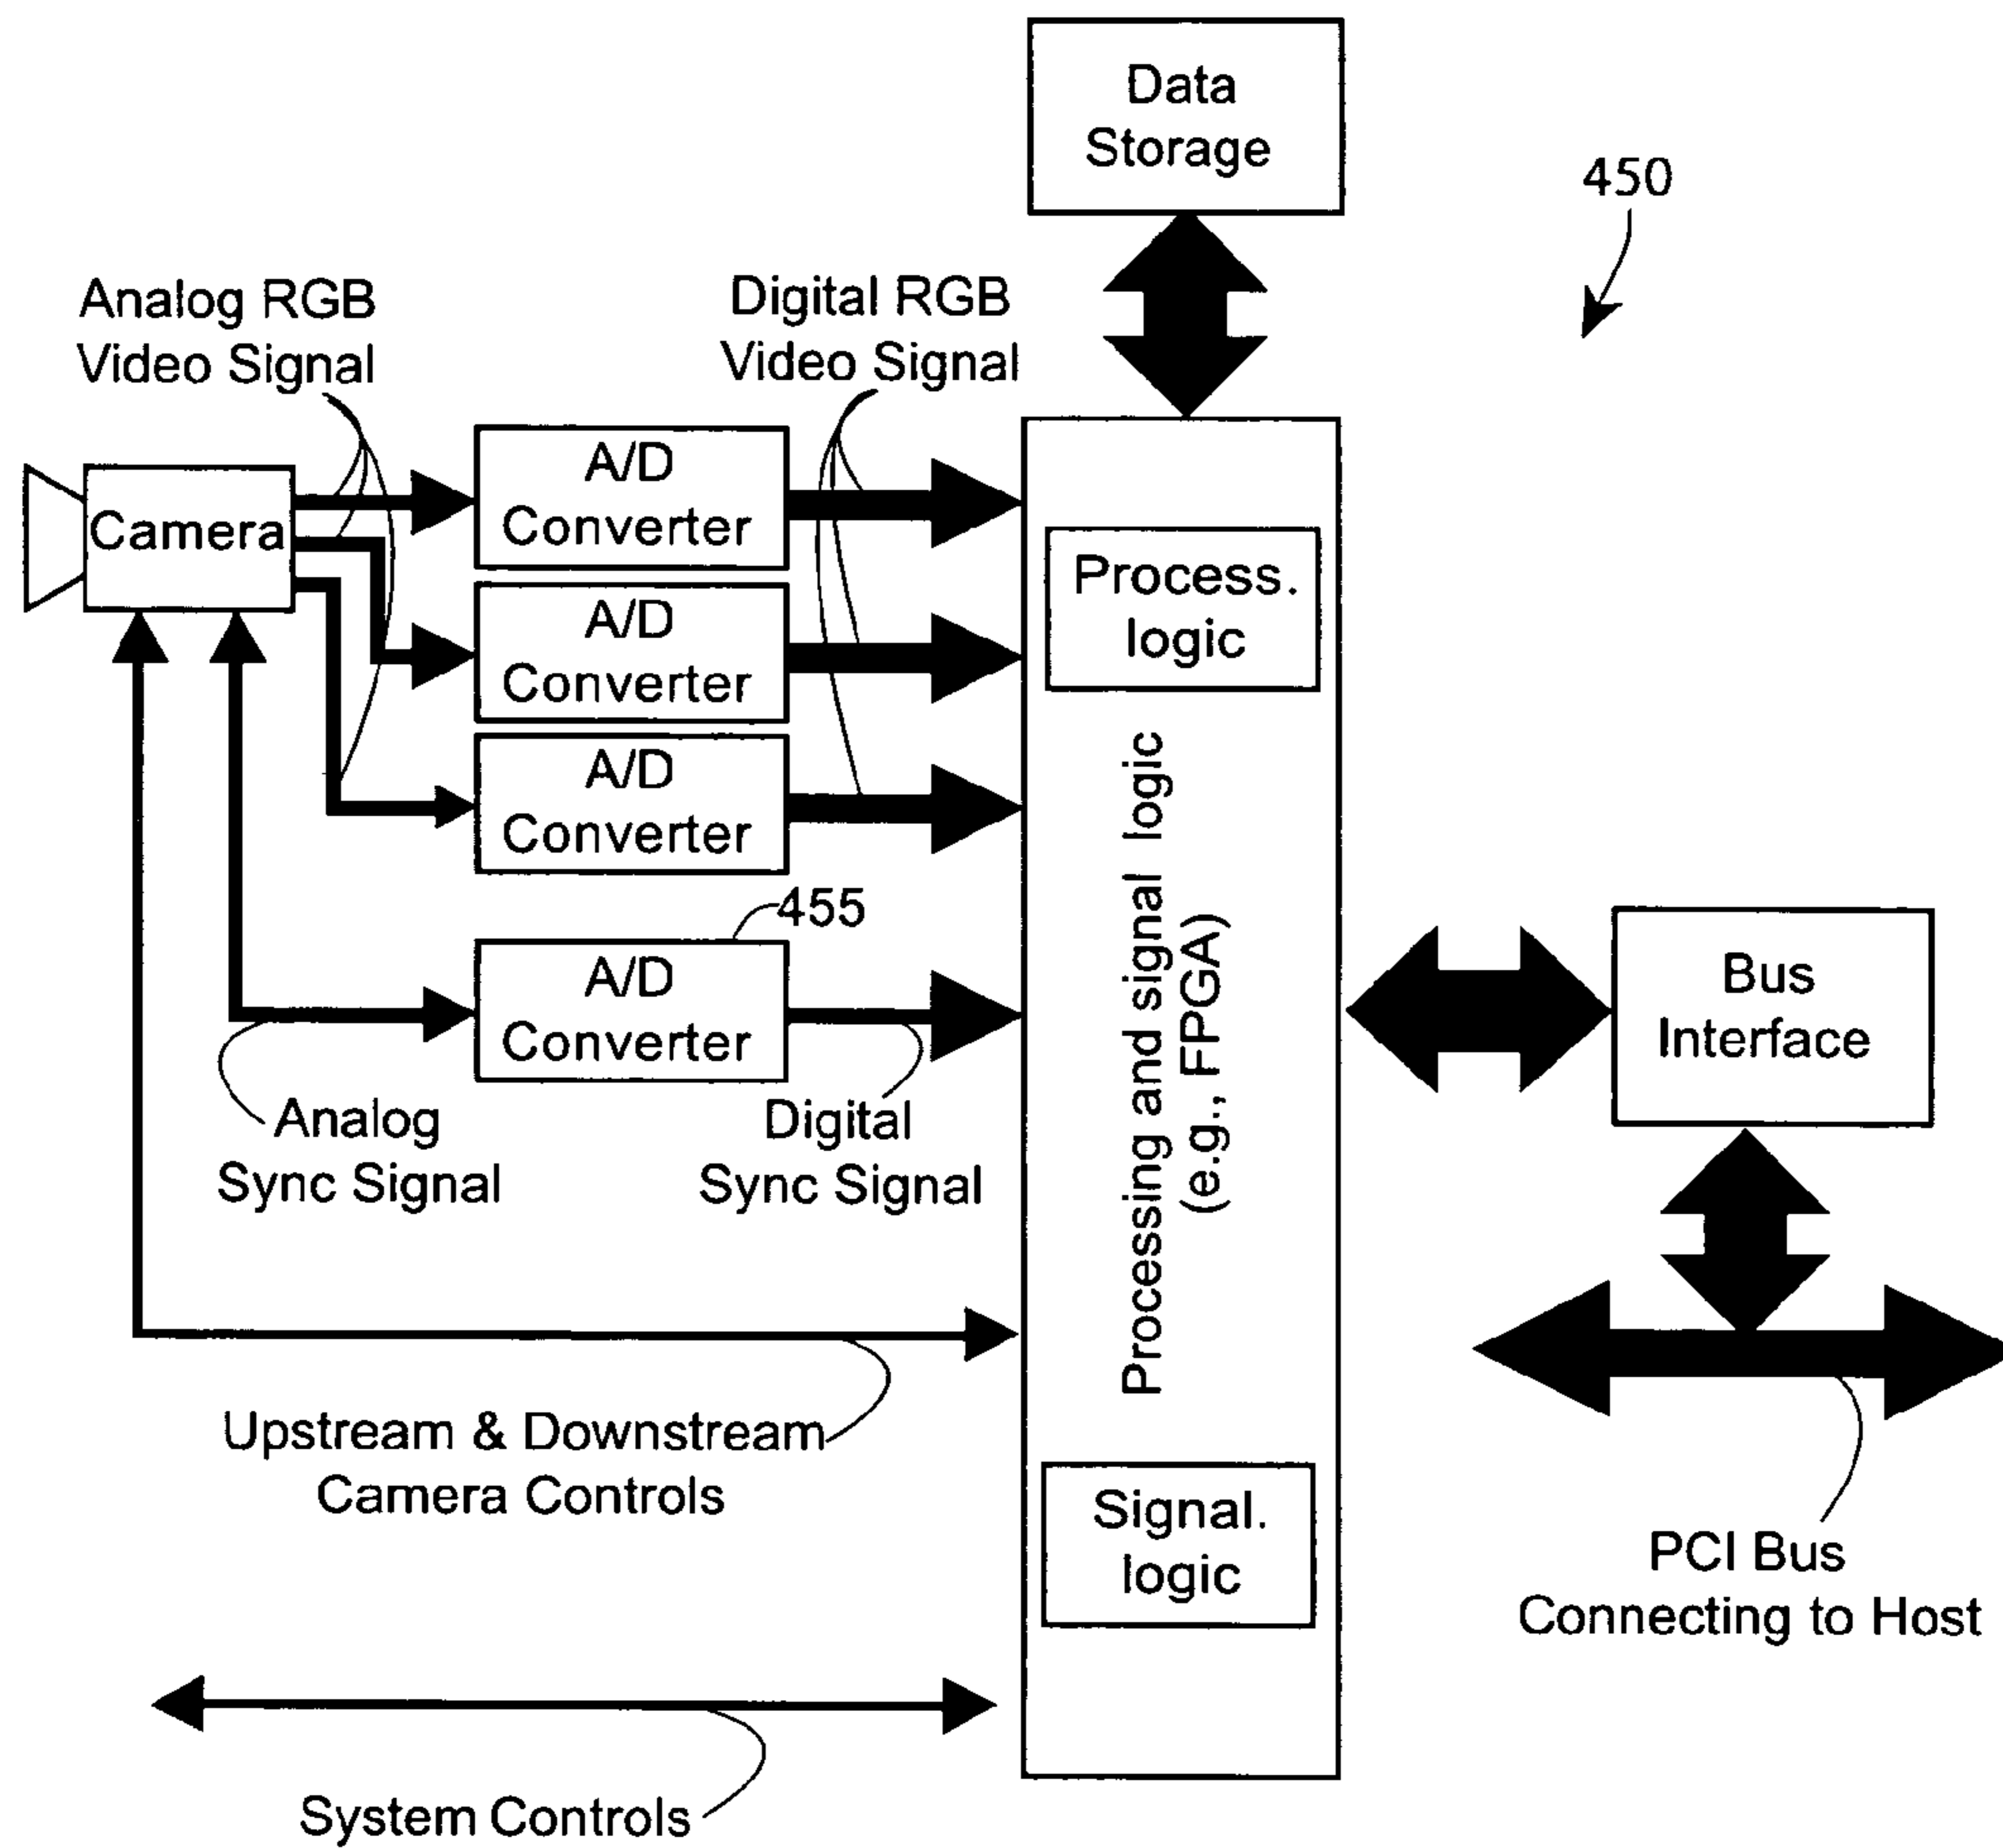 Data
Storage
450
Analog RGB
Video Signal
Digital RGB
Video Signal
Camera
A/D
Converter
A/D
Converter
A/D
Converter
455
A/D
Converter
Analog
Sync Signal
Digital
Sync Signal
Process.
logic
Processing and signal logic
(e.g., FPGA)
Signal.
logic
Bus
Interface
Upstream & Downstream
Camera Controls
PCI Bus
Connecting to Host
System Controls